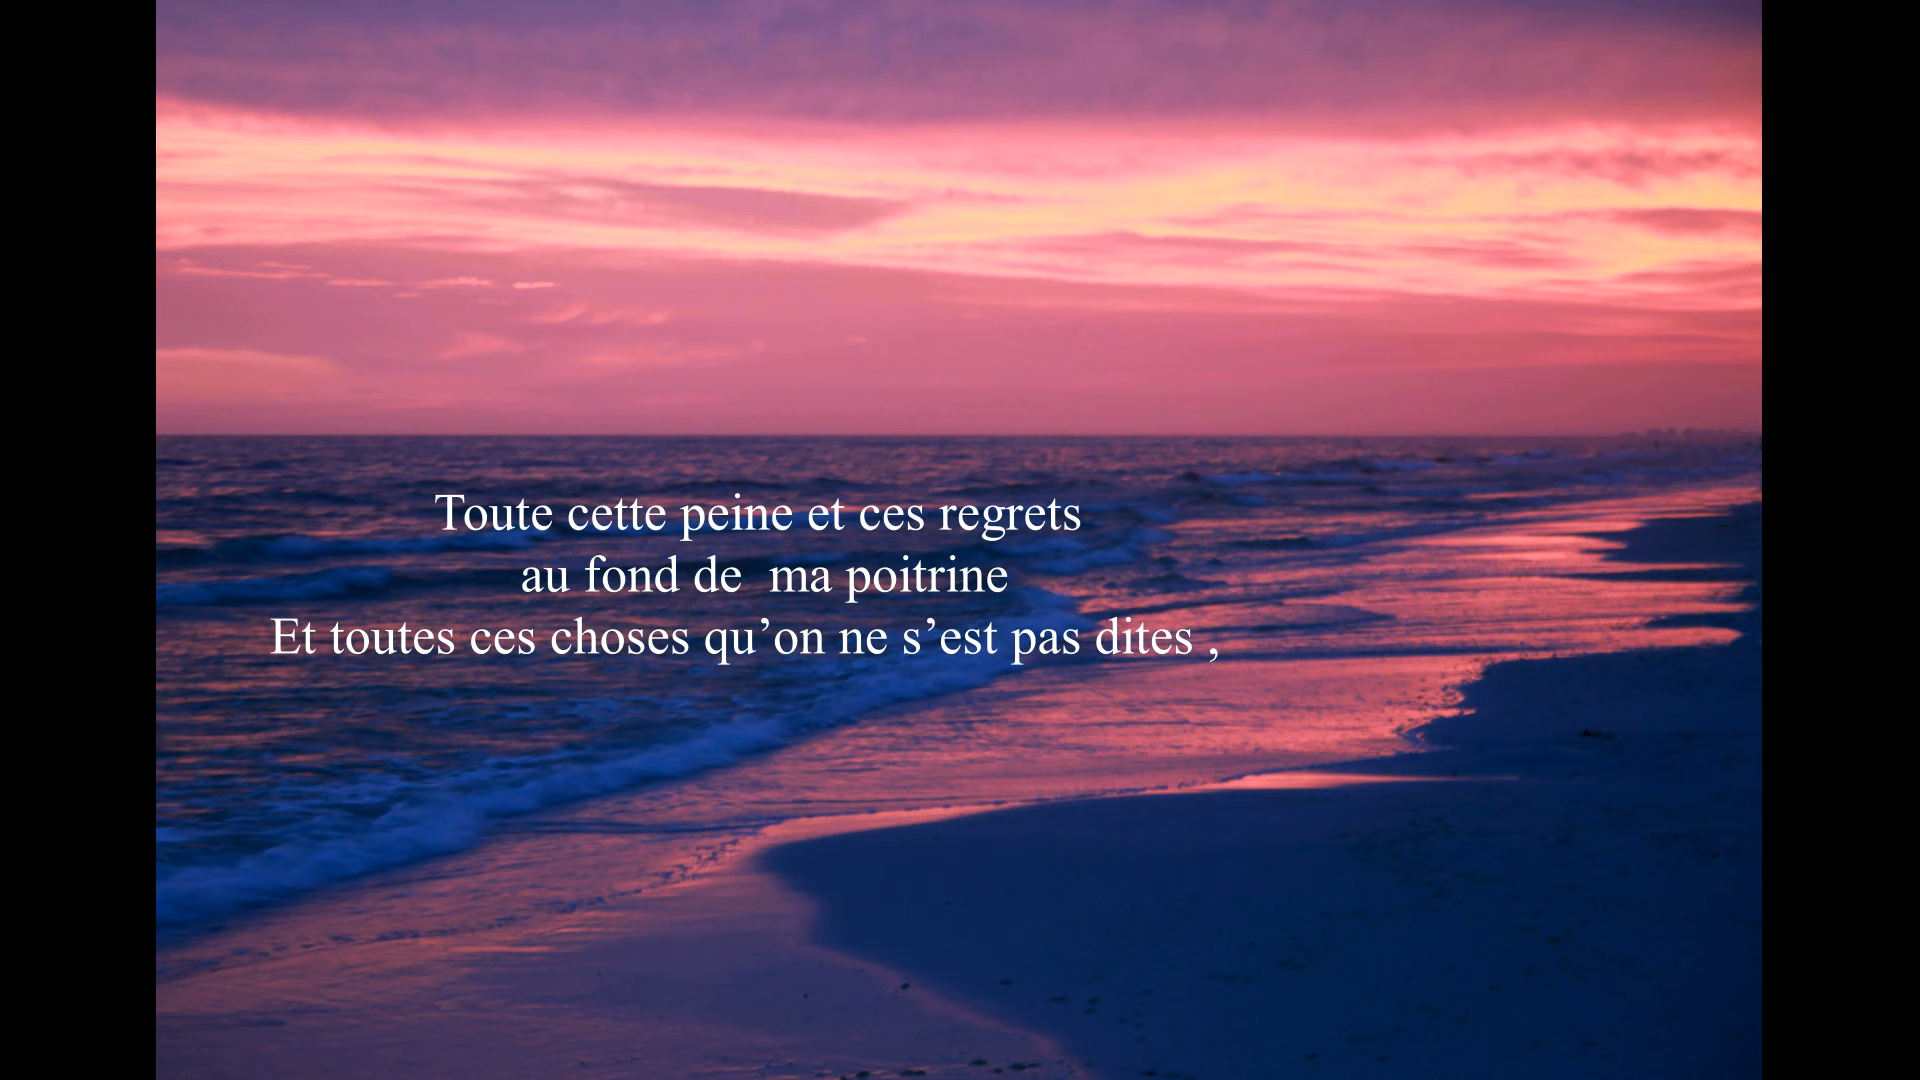 Toute cette peine et ces regrets
au fond de  ma poitrine
Et toutes ces choses qu’on ne s’est pas dites ,